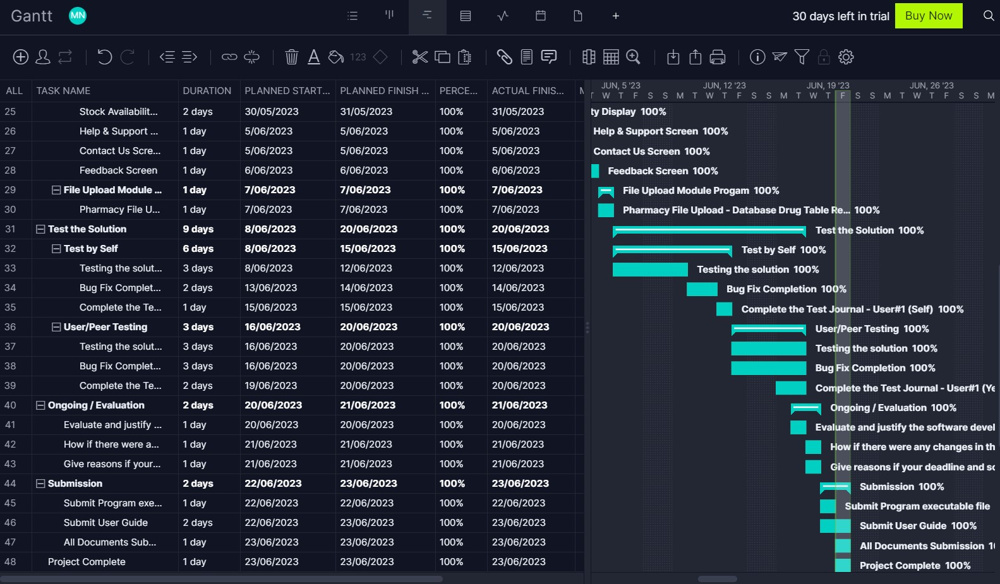 Gantt MN 30 days left in trial Buy Now
123
ALL TASK NAME DURATION PLANNED START... PLANNED FINISH ... PERCE... ACTUAL FINIS...
JUN, 5 '23 JUN, 12 '23 JUN, 19 '23 JUN, 26 '23
T W T F S S M T W T F S S M T W T F S S M T W T F S S M
25 Stock Availabilit... 2 days 30/05/2023 31/05/2023 100% 31/05/2023 ty Display 100%
26 Help & Support ... 1 day 5/06/2023 5/06/2023 100% 5/06/2023 Help & Support Screen 100%
27 Contact Us Scre... 1 day 5/06/2023 5/06/2023 100% 5/06/2023 Contact Us Screen 100%
28 Feedback Screen 1 day 6/06/2023 6/06/2023 100% 6/06/2023 Feedback Screen 100%
29 File Upload Module ... 1 day 7/06/2023 7/06/2023 100% 7/06/2023 File Upload Module Progam 100%
30 Pharmacy File U... 1 day 7/06/2023 7/06/2023 100% 7/06/2023 Pharmacy File Upload - Database Drug Table Re... 100%
31 Test the Solution 9 days 8/06/2023 20/06/2023 100% 20/06/2023 Test the Solution 100%
32 Test by Self 6 days 8/06/2023 15/06/2023 100% 15/06/2023 Test by Self 100%
33 Testing the solut... 3 days 8/06/2023 12/06/2023 100% 12/06/2023 Testing the solution 100%
34 Bug Fix Complet... 2 days 13/06/2023 14/06/2023 100% 14/06/2023 Bug Fix Completion 100%
35 Complete the Te... 1 day 15/06/2023 15/06/2023 100% 15/06/2023 Complete the Test Journal - User#1 (Self) 100%
36 User/Peer Testing 3 days 16/06/2023 20/06/2023 100% 20/06/2023 User/Peer Testing 100%
37 Testing the solut... 3 days 16/06/2023 20/06/2023 100% 20/06/2023 Testing the solution 100%
38 Bug Fix Complet... 3 days 16/06/2023 20/06/2023 100% 20/06/2023 Bug Fix Completion 100%
39 Complete the Te... 2 days 19/06/2023 20/06/2023 100% 20/06/2023 Complete the Test Journal - User#1 (Ye
40 Ongoing / Evaluation 2 days 20/06/2023 21/06/2023 100% 21/06/2023 Ongoing / Evaluation 100%
41 Evaluate and justify ... 1 day 20/06/2023 20/06/2023 100% 20/06/2023 Evaluate and justify the software devel
42 How if there were a... 1 day 21/06/2023 21/06/2023 100% 21/06/2023 How if there were any changes in th
43 Give reasons if your... 1 day 21/06/2023 21/06/2023 100% 21/06/2023 Give reasons if your deadline and sc
44 Submission 2 days 22/06/2023 23/06/2023 100% 23/06/2023 Submission 100%
45 Submit Program exe... 1 day 22/06/2023 22/06/2023 100% 22/06/2023 Submit Program executable file
46 Submit User Guide 2 days 22/06/2023 23/06/2023 100% 23/06/2023 Submit User Guide 100%
47 All Documents Sub... 1 day 23/06/2023 23/06/2023 100% 23/06/2023 All Documents Submission
48 Project Complete 1 day 23/06/2023 23/06/2023 100% 23/06/2023 Project Complete 100%